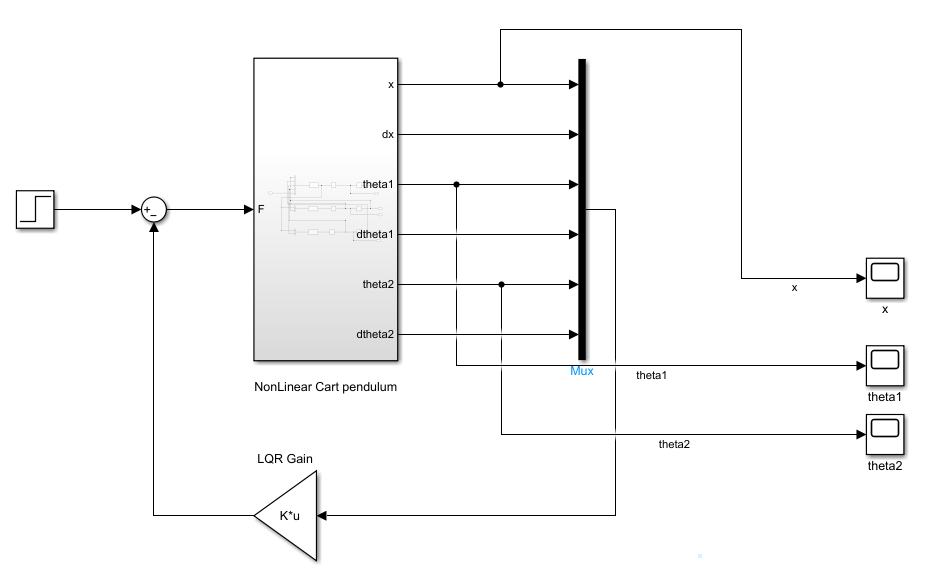 x
dx
theta1
F
dtheta1
theta2
dtheta2
+
_
Mux
NonLinear Cart pendulum
LQR Gain
K*u
x
x
theta1
theta1
theta2
theta2